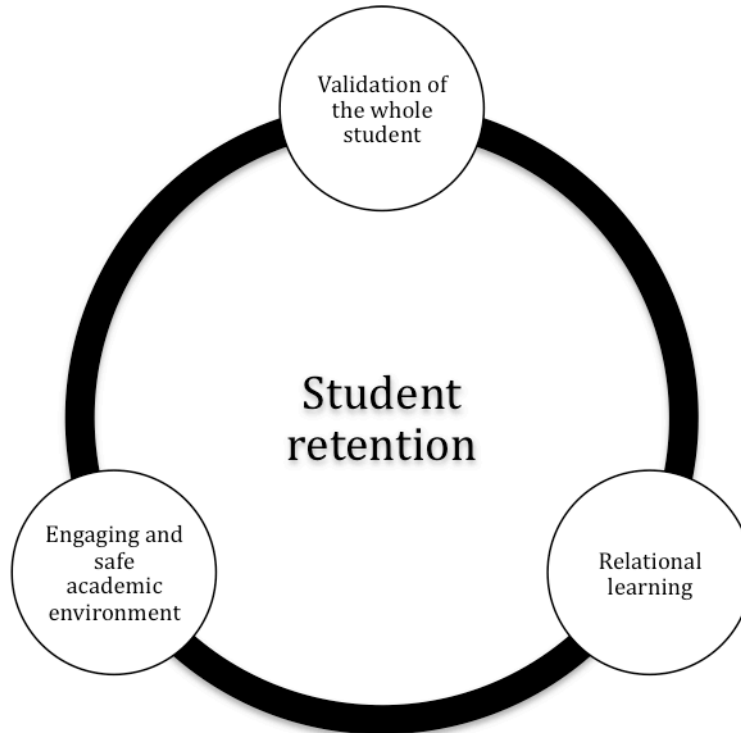 Validation of
the whole
student
Student
retention
Engaging and
safe
academic
environment
Relational
learning